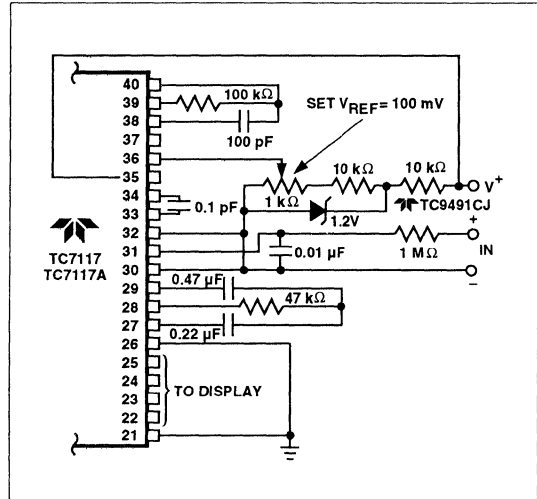 40
39
38
37
36
35
34
33
32
31
30
29
28
27
26
25
24
23
22
21
TC7117
TC7117A
100 kΩ
100 pF
SET VREF = 100 mV
10 kΩ
10 kΩ
V+
1 kΩ
1.2V
TC9491CJ
0.1 pF
+
IN
0.01 µF
1 MΩ
–
0.47 µF
47 kΩ
0.22 µF
TO DISPLAY